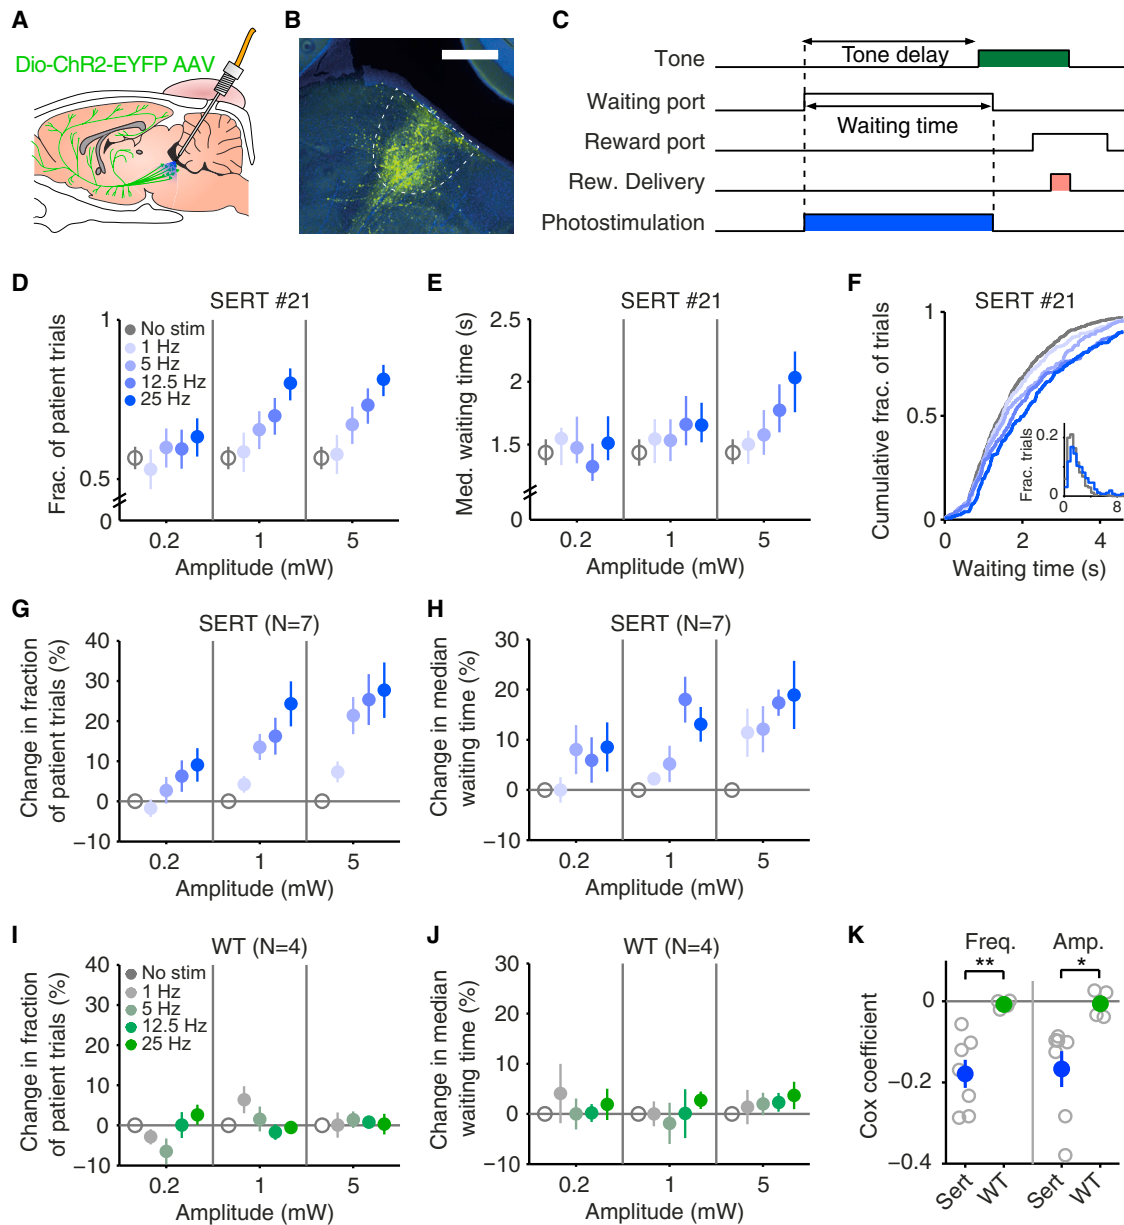 A
Dio-ChR2-EYFP AAV
B
C
Tone
Tone delay
Waiting port
Waiting time
Reward port
Rew. Delivery
Photostimulation
D
SERT #21
Frac. of patient trials
1
0.5
0
No stim
1 Hz
5 Hz
12.5 Hz
25 Hz
0.2
1
5
Amplitude (mW)
E
SERT #21
Med. waiting time (s)
2.5
2
1.5
0
0.2
1
5
Amplitude (mW)
F
SERT #21
Cumulative frac. of trials
1
0.5
0
0
2
4
Waiting time (s)
Frac. trials
0.2
0
0
8
G
SERT (N=7)
Change in fraction
of patient trials (%)
40
30
20
10
0
−10
0.2
1
5
Amplitude (mW)
H
SERT (N=7)
Change in median
waiting time (%)
30
20
10
0
−10
0.2
1
5
Amplitude (mW)
I
WT (N=4)
Change in fraction
of patient trials (%)
40
30
20
10
0
−10
No stim
1 Hz
5 Hz
12.5 Hz
25 Hz
0.2
1
5
Amplitude (mW)
J
WT (N=4)
Change in median
waiting time (%)
30
20
10
0
−10
0.2
1
5
Amplitude (mW)
K
Freq.
Amp.
**
*
Cox coefficient
0
−0.2
−0.4
Sert
WT
Sert
WT